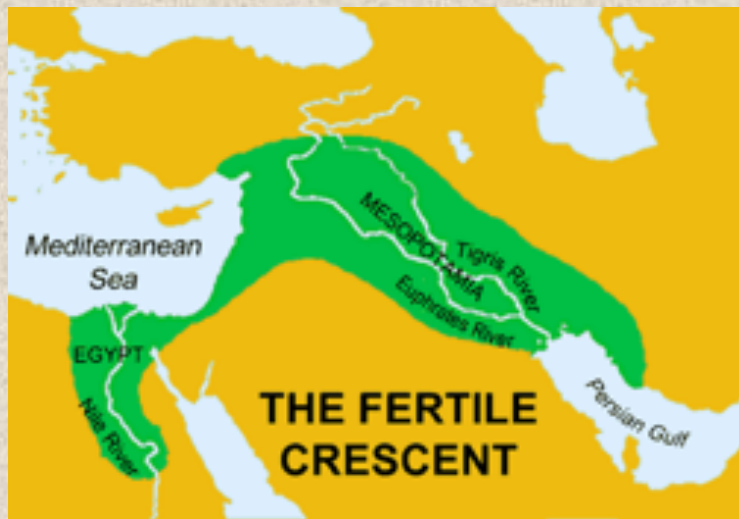 Mediterranean
Sea
MESOPOTAMIA
Tigris River
Euphrates River
EGYPT
Nile River
Persian Gulf
THE FERTILE
CRESCENT